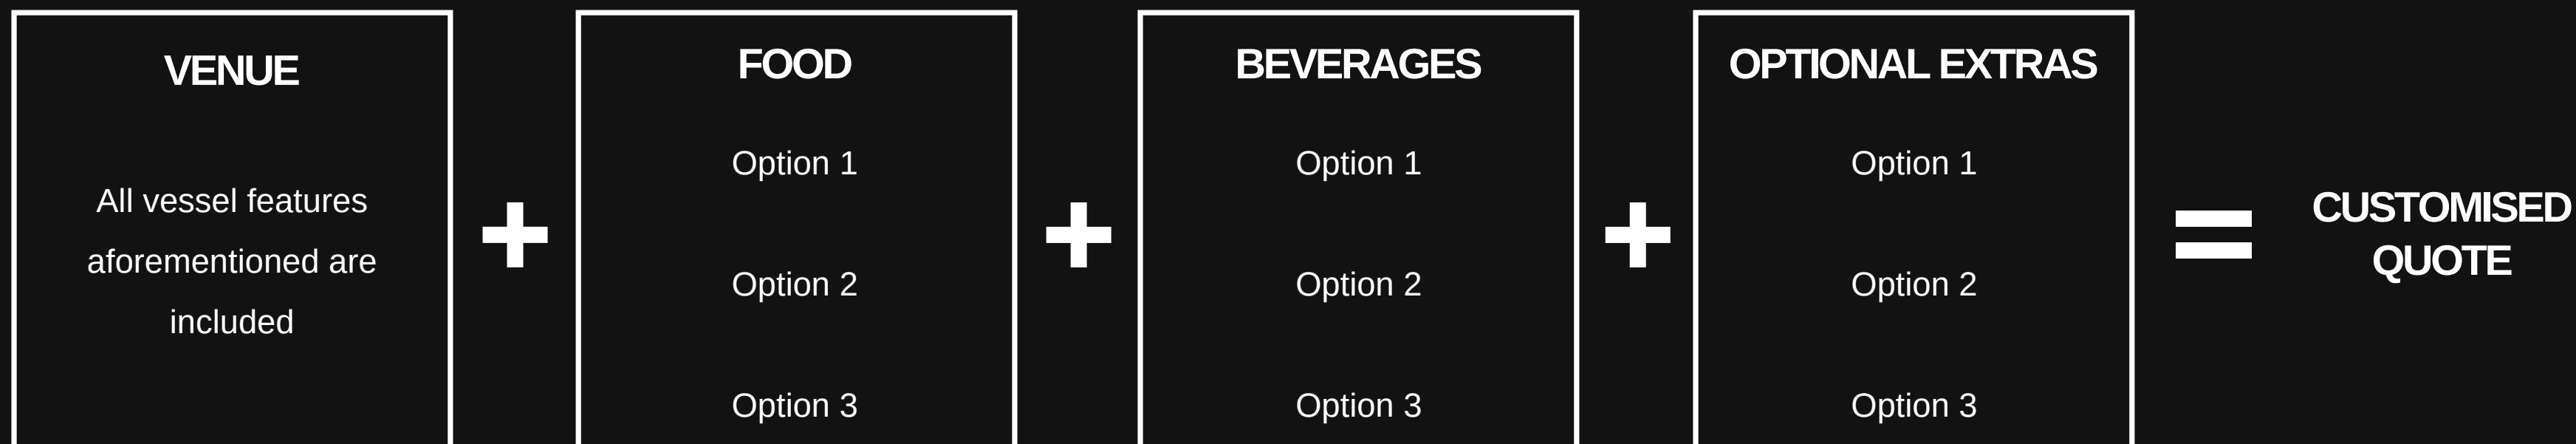 VENUE
All vessel features
aforementioned are
included
+
FOOD
Option 1
Option 2
Option 3
+
BEVERAGES
Option 1
Option 2
Option 3
+
OPTIONAL EXTRAS
Option 1
Option 2
Option 3
=
CUSTOMISED
QUOTE